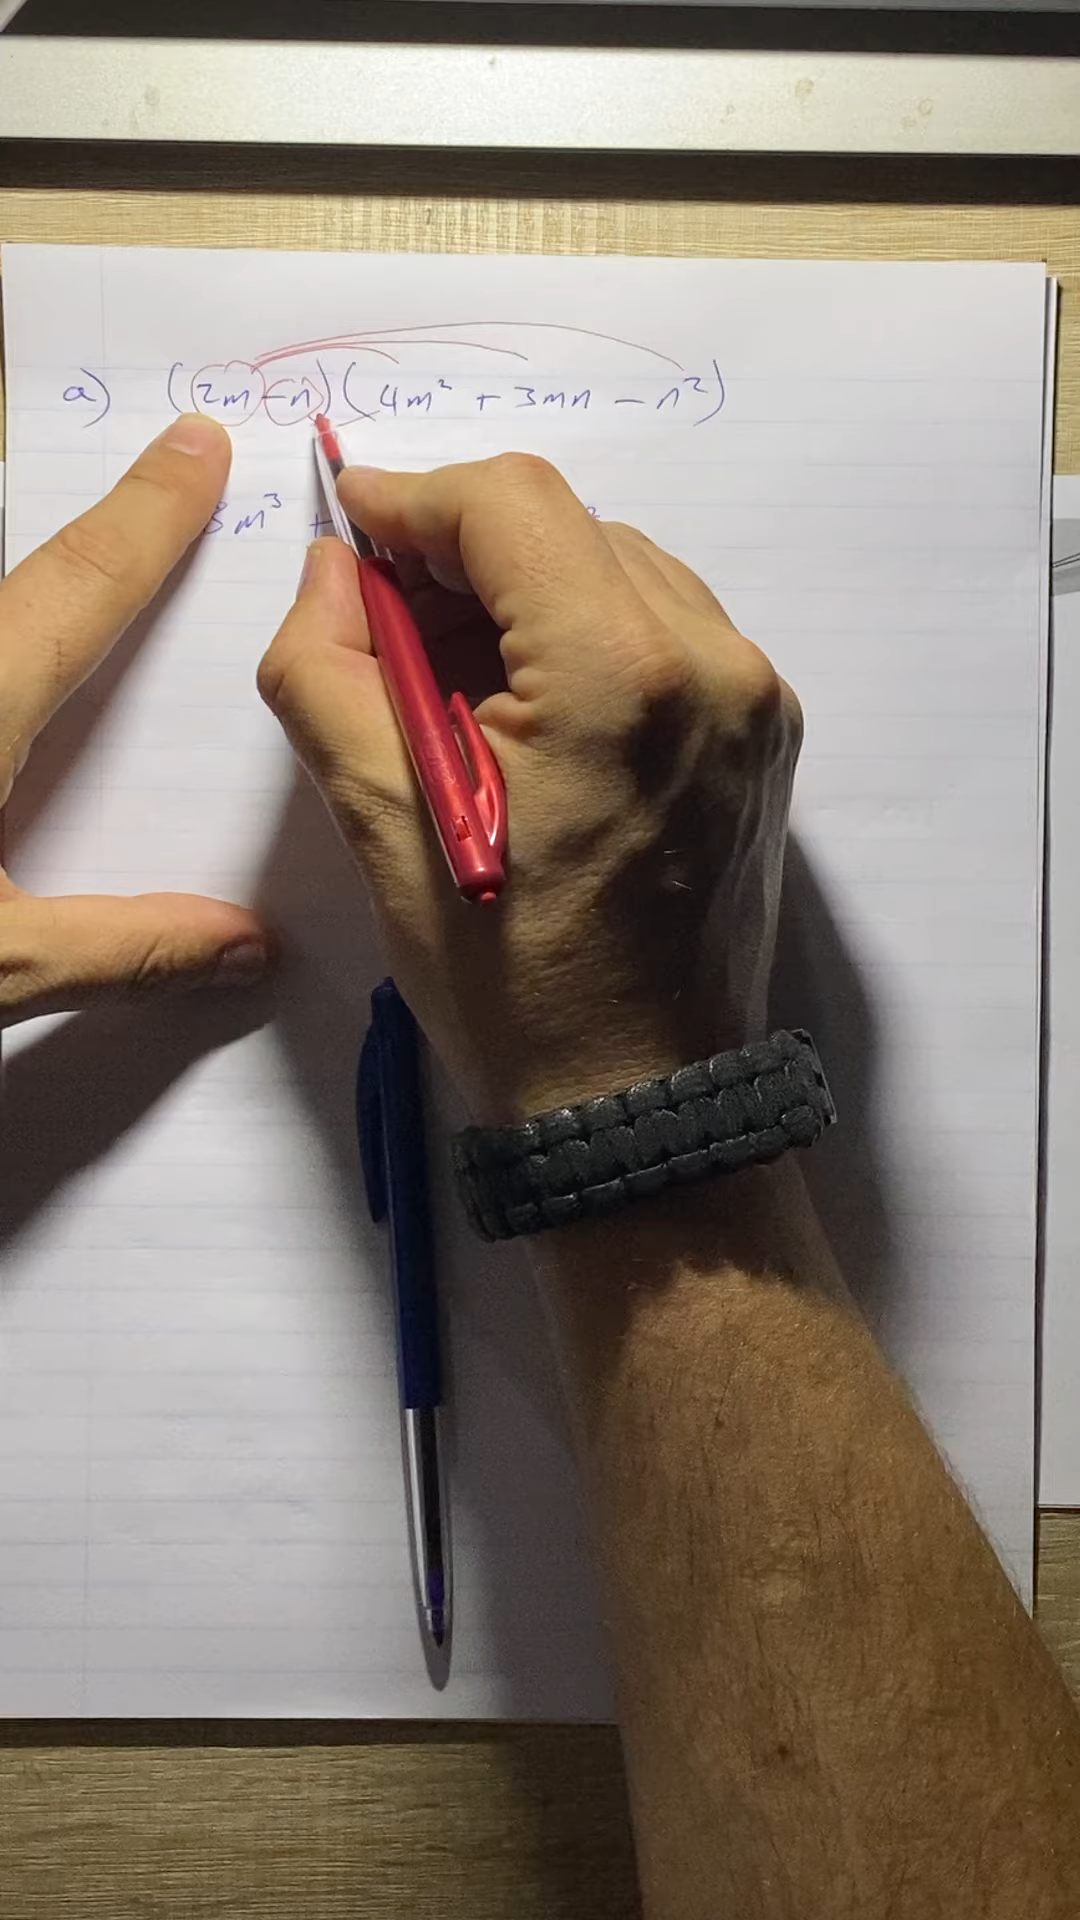 a) (2m-n)(4m² + 3mn - n²)
8m³ +